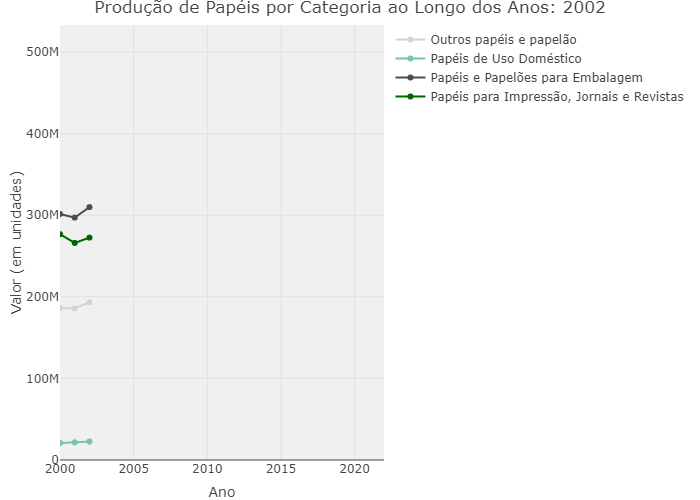 Produção de Papéis por Categoria ao Longo dos Anos: 2002
Outros papéis e papelão
Papéis de Uso Doméstico
Papéis e Papelões para Embalagem
Papéis para Impressão, Jornais e Revistas
500M
400M
300M
200M
100M
0
Valor (em unidades)
2000 2005 2010 2015 2020
Ano